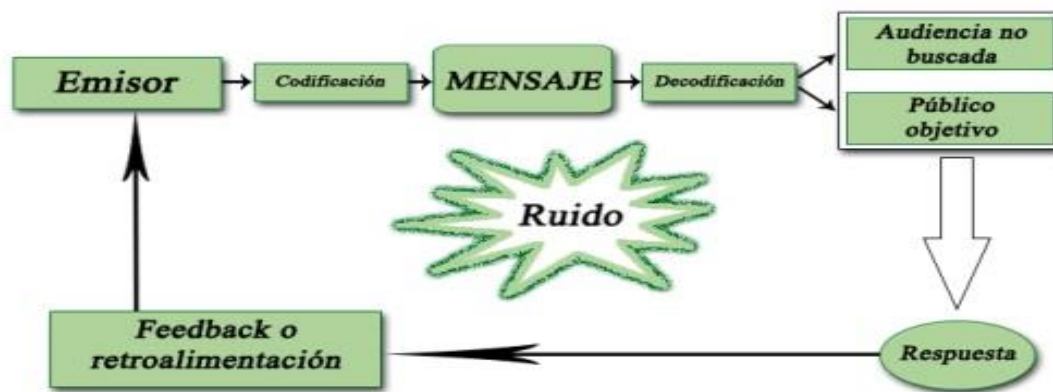 Emisor
Codificación
MENSAJE
Decodificación
Audiencia no
buscada
Público
objetivo
Ruido
Feedback o
retroalimentación
Respuesta